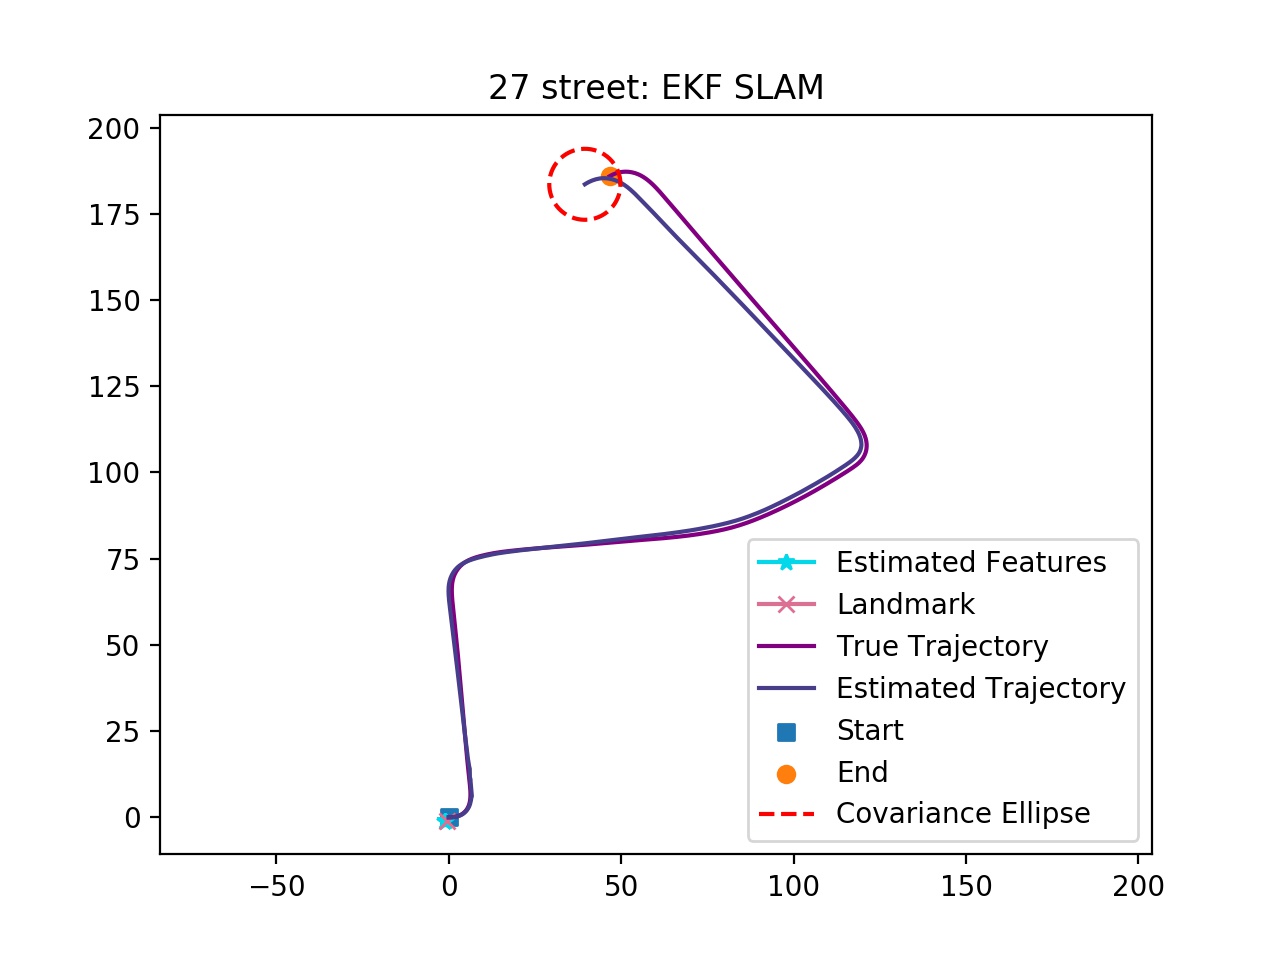 27 street: EKF SLAM
200
175
150
125
100
75
50
25
0
−50 0 50 100 150 200
Estimated Features
Landmark
True Trajectory
Estimated Trajectory
Start
End
Covariance Ellipse